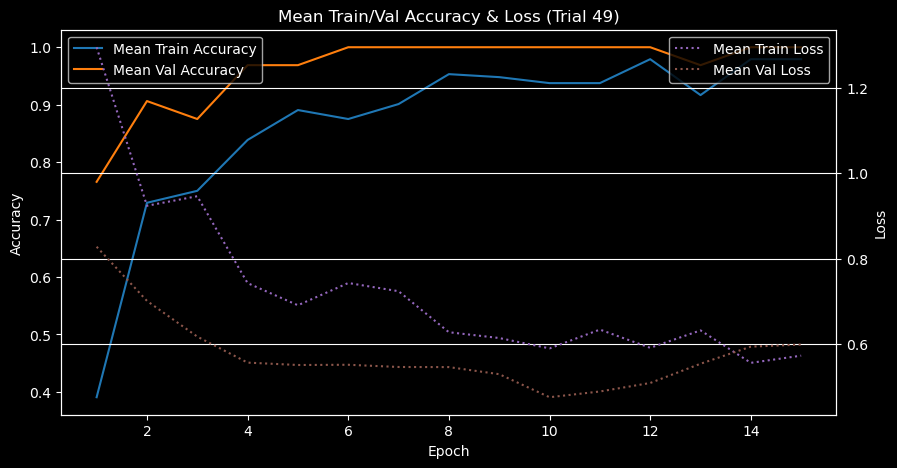 Mean Train/Val Accuracy & Loss (Trial 49)
Mean Train Accuracy
Mean Val Accuracy
Mean Train Loss
Mean Val Loss
1.0
0.9
0.8
0.7
0.6
0.5
0.4
Accuracy
1.2
1.0
0.8
0.6
Loss
2 4 6 8 10 12 14
Epoch